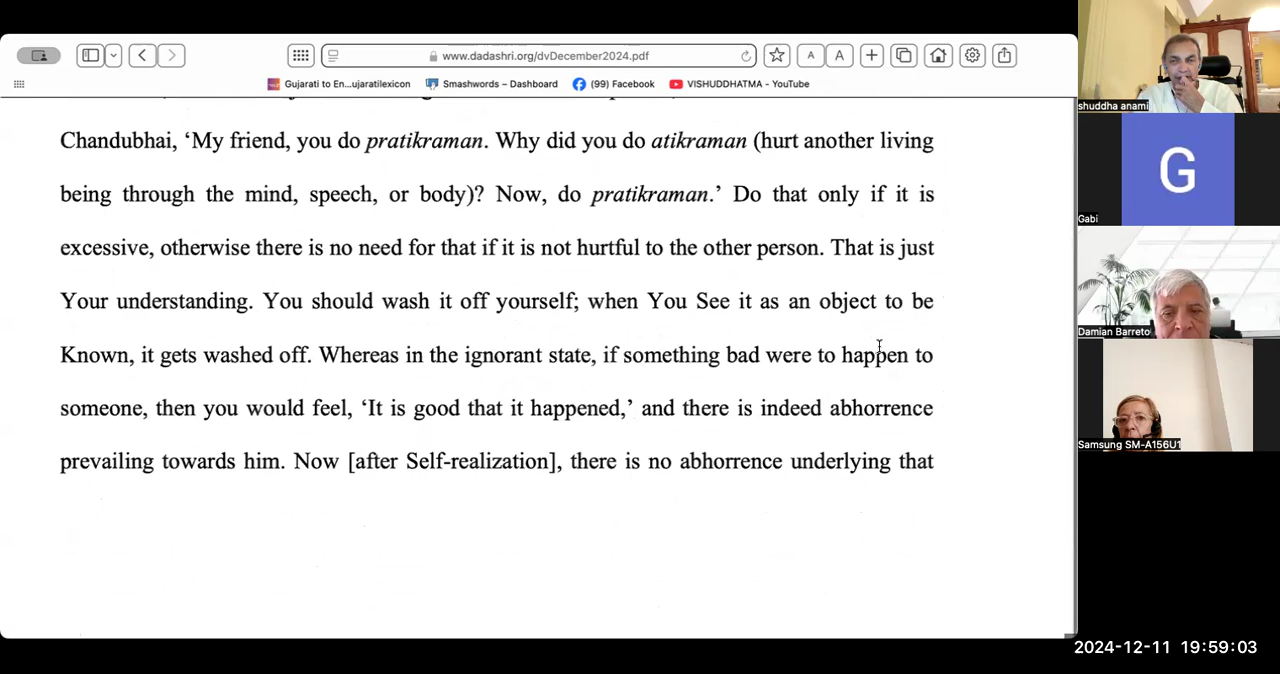 www.dadashri.org/dvDecember2024.pdf
A A
Gujarati to En...ujaratilexicon Smashwords – Dashboard (99) Facebook VISHUDDHATMA - YouTube
Chandubhai, ‘My friend, you do pratikraman. Why did you do atikraman (hurt another living
being through the mind, speech, or body)? Now, do pratikraman.’ Do that only if it is
excessive, otherwise there is no need for that if it is not hurtful to the other person. That is just
Your understanding. You should wash it off yourself; when You See it as an object to be
Known, it gets washed off. Whereas in the ignorant state, if something bad were to happen to
someone, then you would feel, ‘It is good that it happened,’ and there is indeed abhorrence
prevailing towards him. Now [after Self-realization], there is no abhorrence underlying that
shuddha anami
G
Gabi
Damian Barreto
Samsung SM-A156U1
2024-12-11 19:59:03